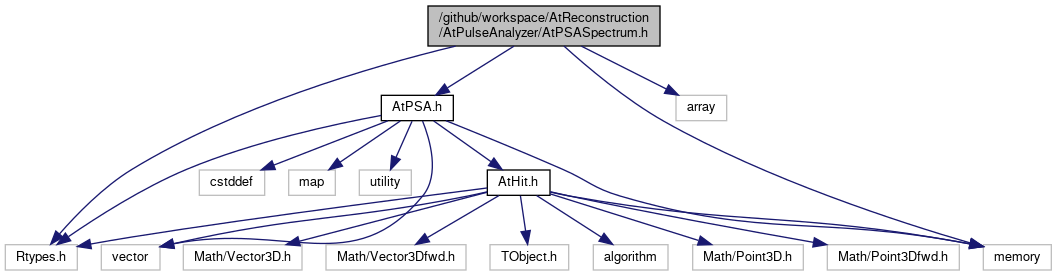 /github/workspace/AtReconstruction
/AtPulseAnalyzer/AtPSASpectrum.h
AtPSA.h
array
cstddef
map
utility
AtHit.h
Rtypes.h
vector
Math/Vector3D.h
Math/Vector3Dfwd.h
TObject.h
algorithm
Math/Point3D.h
Math/Point3Dfwd.h
memory